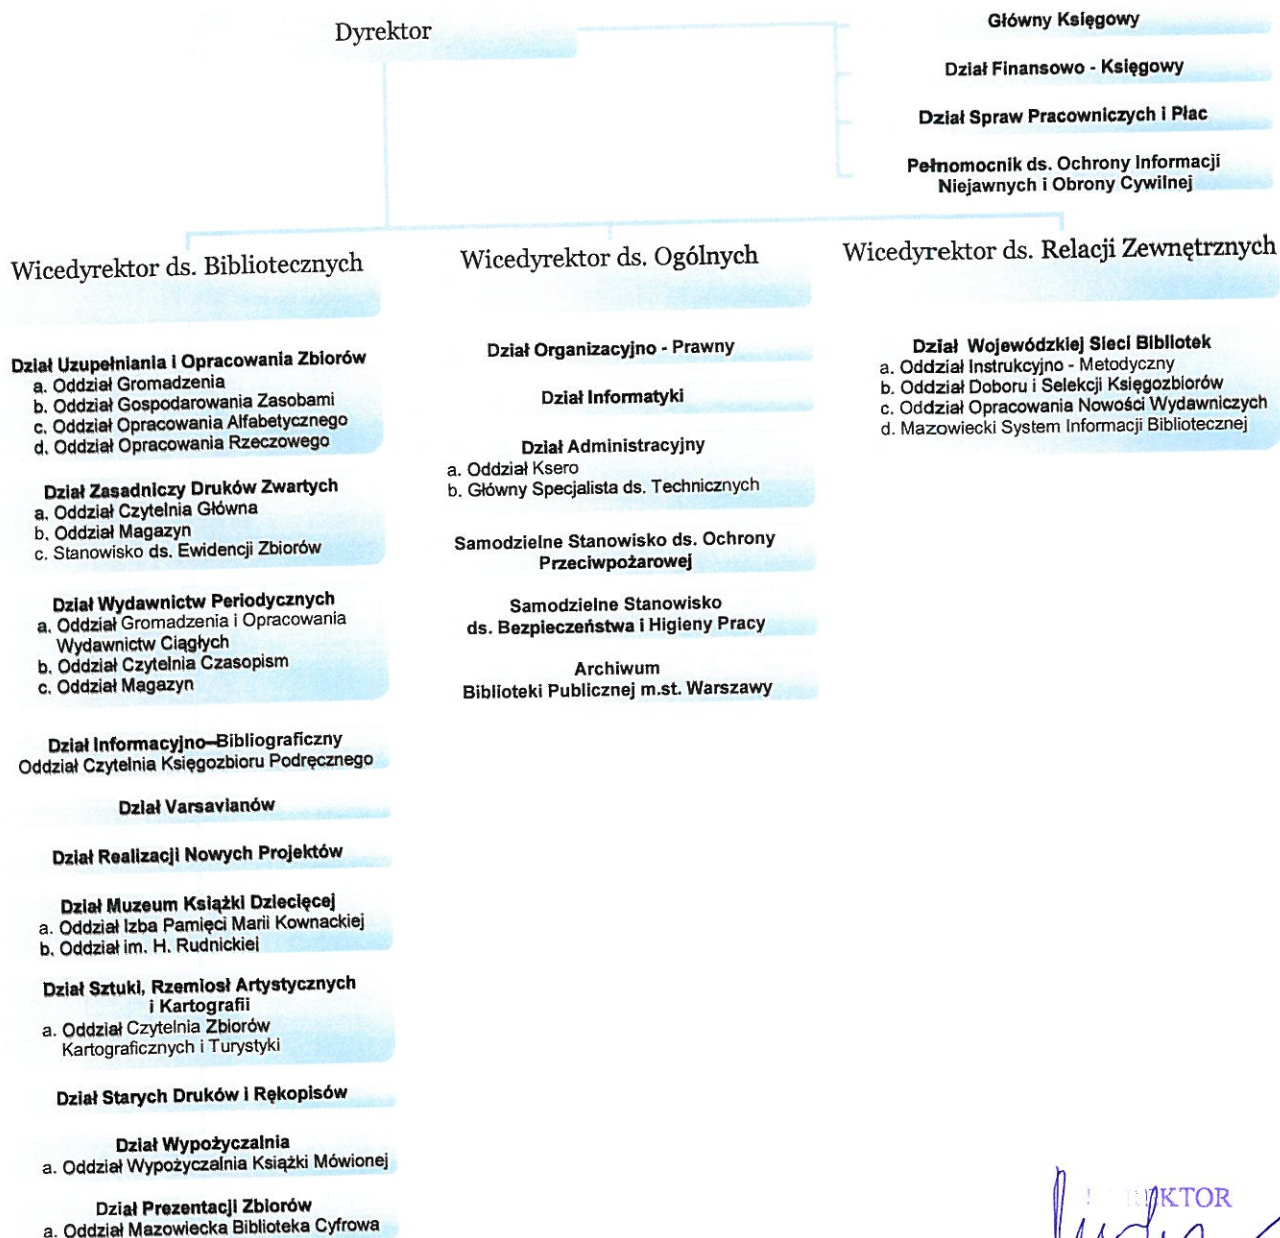 Dyrektor
Główny Księgowy
Dział Finansowo - Księgowy
Dział Spraw Pracowniczych i Płac
Pełnomocnik ds. Ochrony Informacji
Niejawnych i Obrony Cywilnej
Wicedyrektor ds. Bibliotecznych
Dział Uzupełniania i Opracowania Zbiorów
a. Oddział Gromadzenia
b. Oddział Gospodarowania Zasobami
c. Oddział Opracowania Alfabetycznego
d. Oddział Opracowania Rzeczowego
Dział Zasadniczy Druków Zwartych
a. Oddział Czytelnia Główna
b. Oddział Magazyn
c. Stanowisko ds. Ewidencji Zbiorów
Dział Wydawnictw Periodycznych
a. Oddział Gromadzenia i Opracowania
Wydawnictw Ciągłych
b. Oddział Czytelnia Czasopism
c. Oddział Magazyn
Dział Informacyjno–Bibliograficzny
Oddział Czytelnia Księgozbioru Podręcznego
Dział Varsavianów
Dział Realizacji Nowych Projektów
Dział Muzeum Książki Dziecięcej
a. Oddział Izba Pamięci Marii Kownackiej
b. Oddział im. H. Rudnickiej
Dział Sztuki, Rzemiosł Artystycznych
i Kartografii
a. Oddział Czytelnia Zbiorów
Kartograficznych i Turystyki
Dział Starych Druków i Rękopisów
Dział Wypożyczalnia
a. Oddział Wypożyczalnia Książki Mówionej
Dział Prezentacji Zbiorów
a. Oddział Mazowiecka Biblioteka Cyfrowa
Wicedyrektor ds. Ogólnych
Dział Organizacyjno - Prawny
Dział Informatyki
Dział Administracyjny
a. Oddział Ksero
b. Główny Specjalista ds. Technicznych
Samodzielne Stanowisko ds. Ochrony
Przeciwpożarowej
Samodzielne Stanowisko
ds. Bezpieczeństwa i Higieny Pracy
Archiwum
Biblioteki Publicznej m.st. Warszawy
Wicedyrektor ds. Relacji Zewnętrznych
Dział Wojewódzkiej Sieci Bibliotek
a. Oddział Instrukcyjno - Metodyczny
b. Oddział Doboru i Selekcji Księgozbiorów
c. Oddział Opracowania Nowości Wydawniczych
d. Mazowiecki System Informacji Bibliotecznej